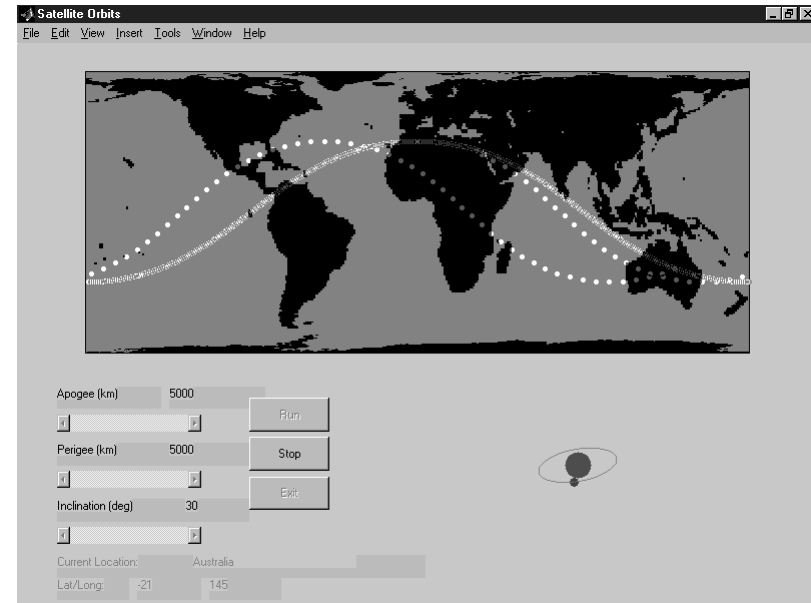 Satellite Orbits
File Edit View Insert Tools Window Help
Apogee (km) 5000
Run
Perigee (km) 5000
Stop
Exit
Inclination (deg) 30
Current Location: Australia
Lat/Long: -21 145